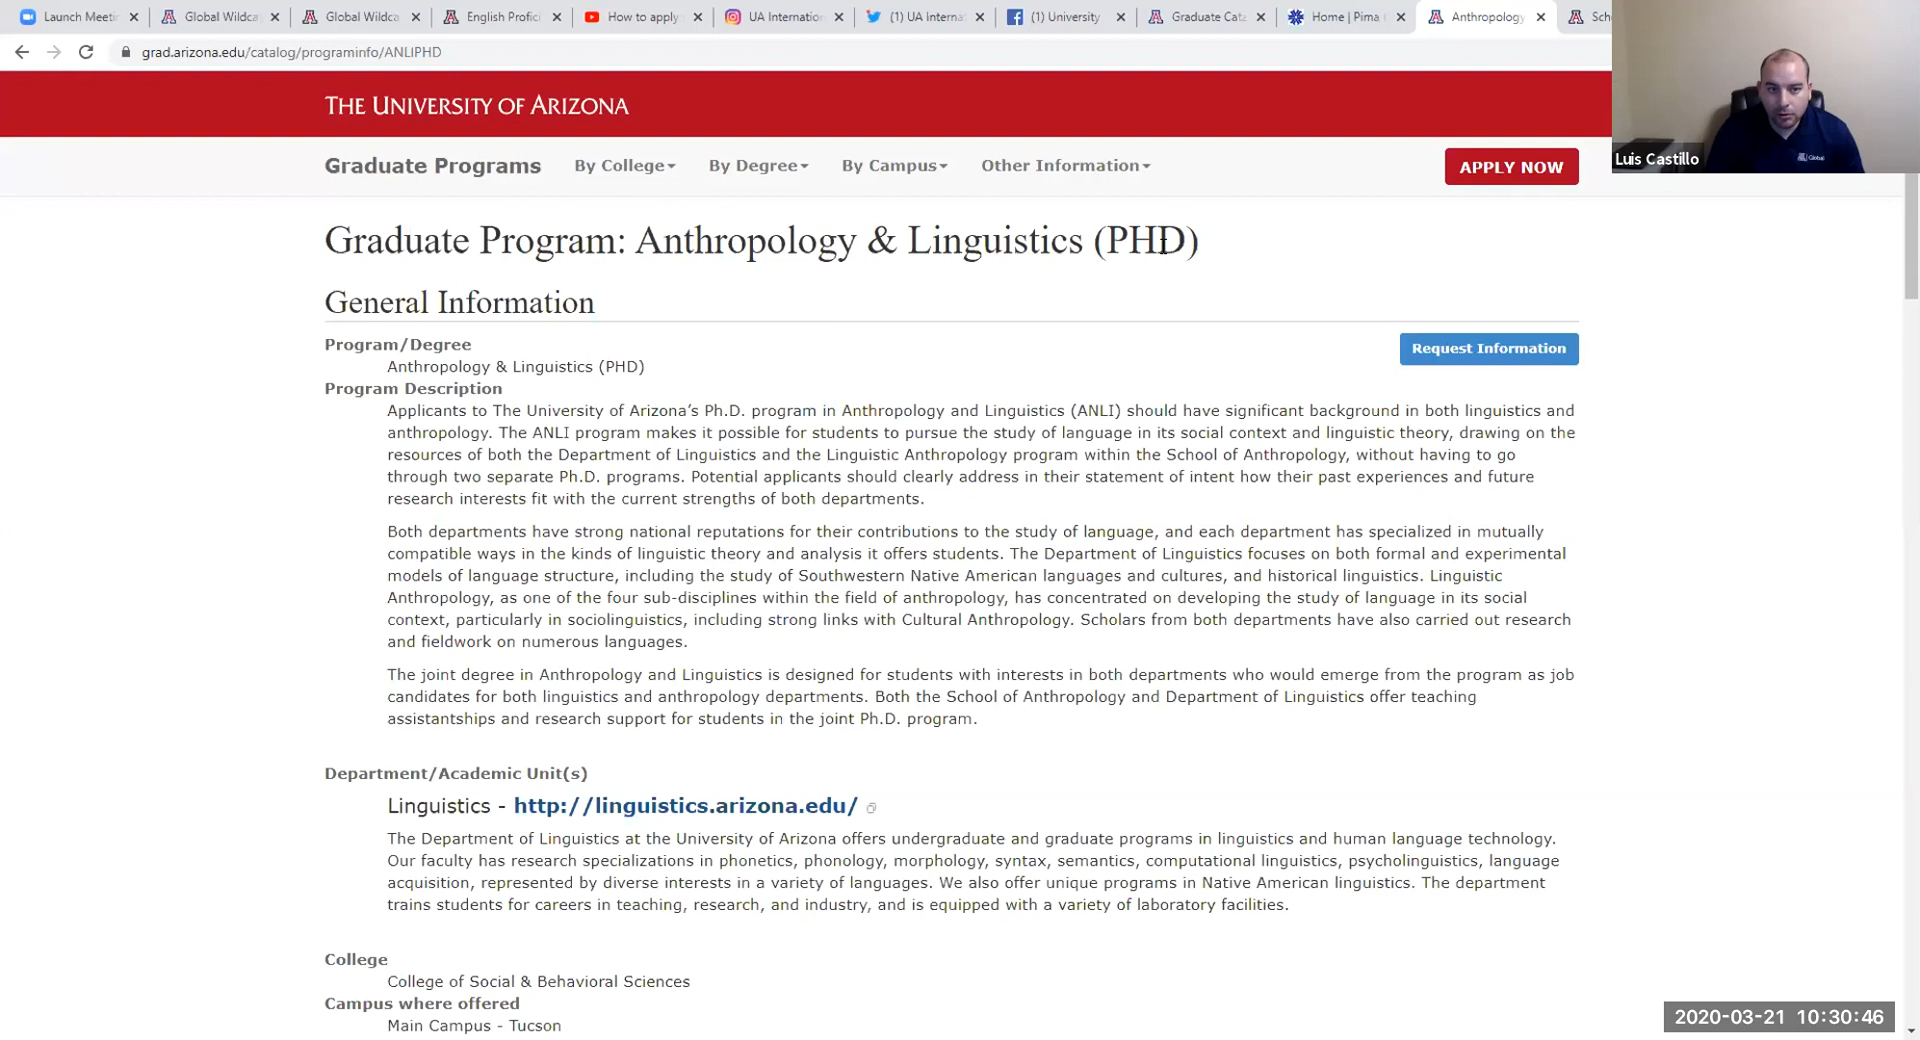 Launch Meeti
Global Wildca
Global Wildca
English Profici
How to apply
UA Internatio
(1) UA Interna
(1) University
Graduate Cata
Home | Pima
Anthropology
Sch
grad.arizona.edu/catalog/programinfo/ANLIPHD
THE UNIVERSITY OF ARIZONA
Graduate Programs By College By Degree By Campus Other Information APPLY NOW
Luis Castillo
Graduate Program: Anthropology & Linguistics (PHD)
General Information
Program/Degree
Request Information
Anthropology & Linguistics (PHD)
Program Description
Applicants to The University of Arizona’s Ph.D. program in Anthropology and Linguistics (ANLI) should have significant background in both linguistics and
anthropology. The ANLI program makes it possible for students to pursue the study of language in its social context and linguistic theory, drawing on the
resources of both the Department of Linguistics and the Linguistic Anthropology program within the School of Anthropology, without having to go
through two separate Ph.D. programs. Potential applicants should clearly address in their statement of intent how their past experiences and future
research interests fit with the current strengths of both departments.
Both departments have strong national reputations for their contributions to the study of language, and each department has specialized in mutually
compatible ways in the kinds of linguistic theory and analysis it offers students. The Department of Linguistics focuses on both formal and experimental
models of language structure, including the study of Southwestern Native American languages and cultures, and historical linguistics. Linguistic
Anthropology, as one of the four sub-disciplines within the field of anthropology, has concentrated on developing the study of language in its social
context, particularly in sociolinguistics, including strong links with Cultural Anthropology. Scholars from both departments have also carried out research
and fieldwork on numerous languages.
The joint degree in Anthropology and Linguistics is designed for students with interests in both departments who would emerge from the program as job
candidates for both linguistics and anthropology departments. Both the School of Anthropology and Department of Linguistics offer teaching
assistantships and research support for students in the joint Ph.D. program.
Department/Academic Unit(s)
Linguistics - http://linguistics.arizona.edu/
The Department of Linguistics at the University of Arizona offers undergraduate and graduate programs in linguistics and human language technology.
Our faculty has research specializations in phonetics, phonology, morphology, syntax, semantics, computational linguistics, psycholinguistics, language
acquisition, represented by diverse interests in a variety of languages. We also offer unique programs in Native American linguistics. The department
trains students for careers in teaching, research, and industry, and is equipped with a variety of laboratory facilities.
College
College of Social & Behavioral Sciences
Campus where offered
Main Campus - Tucson
2020-03-21 10:30:46